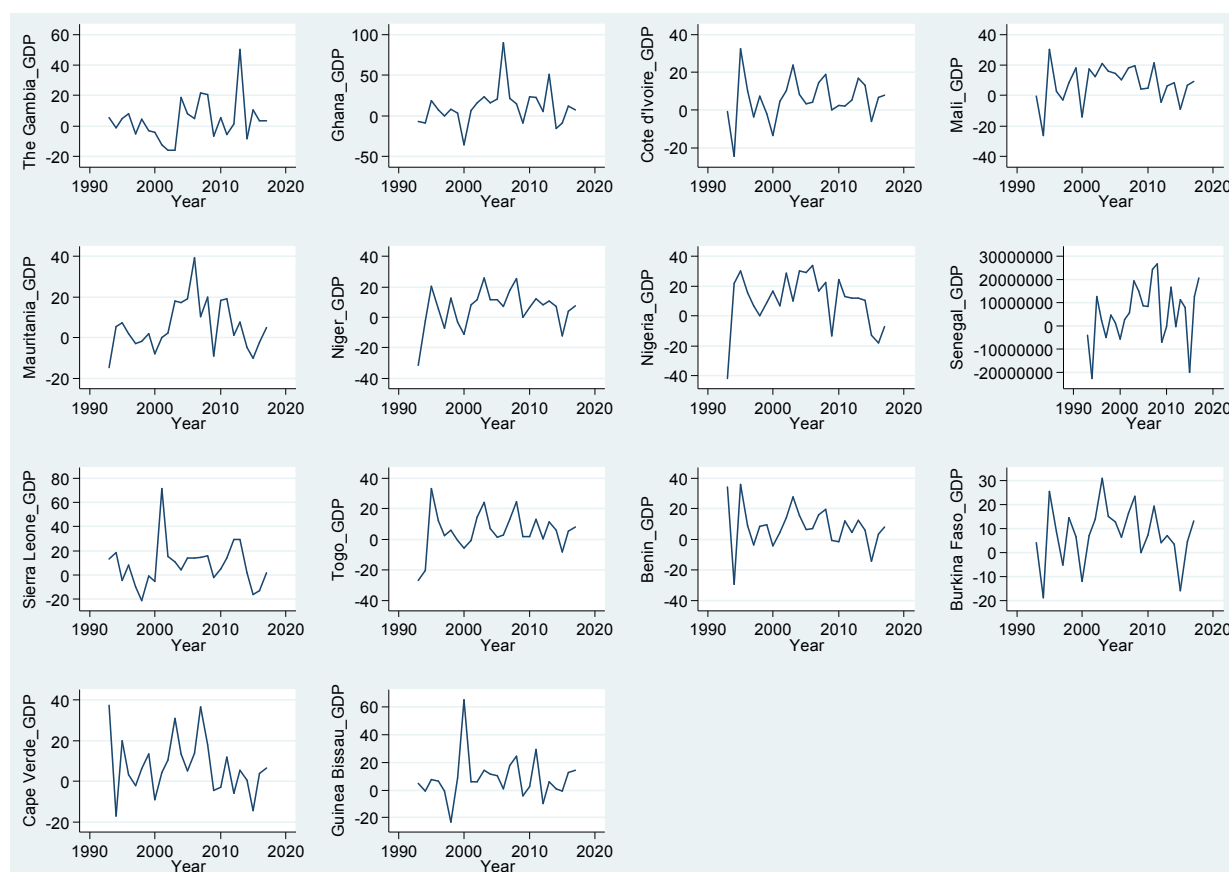 The Gambia_GDP
60
40
20
0
-20
1990 2000 2010 2020
Year
Ghana_GDP
100
50
0
-50
1990 2000 2010 2020
Year
Cote d'Ivoire_GDP
40
20
0
-20
1990 2000 2010 2020
Year
Mali_GDP
40
20
0
-20
-40
1990 2000 2010 2020
Year
Mauritania_GDP
40
20
0
-20
1990 2000 2010 2020
Year
Niger_GDP
40
20
0
-20
-40
1990 2000 2010 2020
Year
Nigeria_GDP
40
20
0
-20
-40
1990 2000 2010 2020
Year
Senegal_GDP
30000000
20000000
10000000
0
-10000000
-20000000
1990 2000 2010 2020
Year
Sierra Leone_GDP
80
60
40
20
0
-20
1990 2000 2010 2020
Year
Togo_GDP
40
20
0
-20
-40
1990 2000 2010 2020
Year
Benin_GDP
40
20
0
-20
-40
1990 2000 2010 2020
Year
Burkina Faso_GDP
30
20
10
0
-10
-20
1990 2000 2010 2020
Year
Cape Verde_GDP
40
20
0
-20
1990 2000 2010 2020
Year
Guinea Bissau_GDP
60
40
20
0
-20
1990 2000 2010 2020
Year